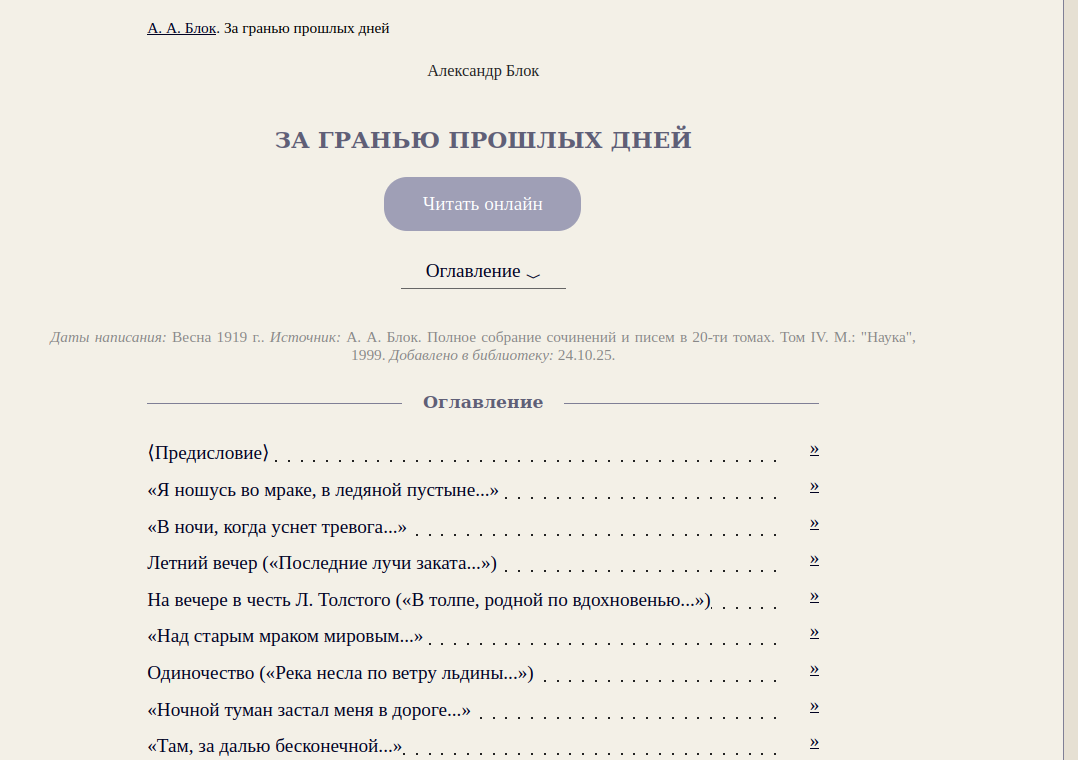 А. А. Блок. За гранью прошлых дней
Александр Блок
ЗА ГРАНЬЮ ПРОШЛЫХ ДНЕЙ
Читать онлайн
Оглавление
Даты написания: Весна 1919 г.. Источник: А. А. Блок. Полное собрание сочинений и писем в 20-ти томах. Том IV. М.: "Наука",
1999. Добавлено в библиотеку: 24.10.25.
Оглавление
⟨Предисловие⟩ »
«Я ношусь во мраке, в ледяной пустыне...» »
«В ночи, когда уснет тревога...» »
Летний вечер («Последние лучи заката...») »
На вечере в честь Л. Толстого («В толпе, родной по вдохновенью...») »
«Над старым мраком мировым...» »
Одиночество («Река несла по ветру льдины...») »
«Ночной туман застал меня в дороге...» »
«Там, за далью бесконечной...» »